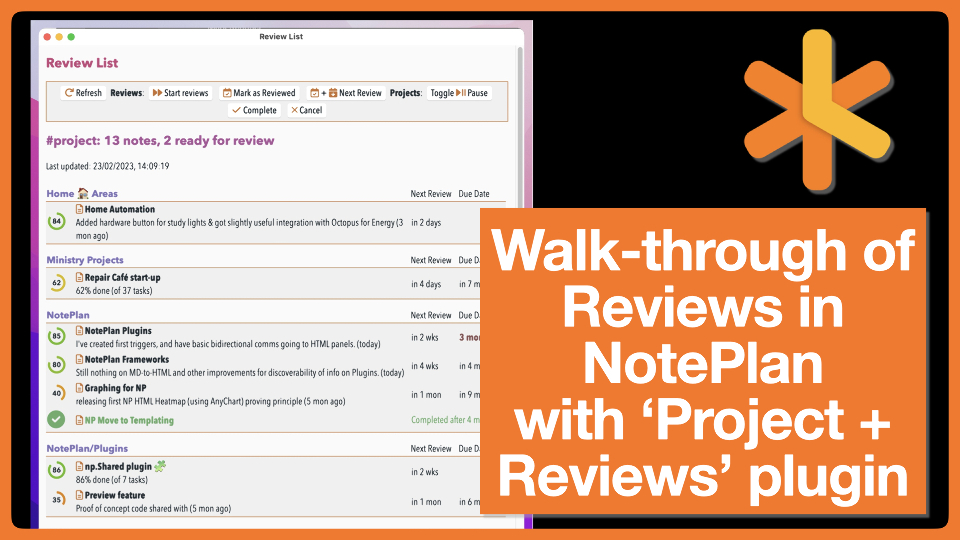 Review List
Review List
Refresh Reviews: Start reviews Mark as Reviewed + Next Review Projects: Toggle Pause
Complete Cancel
#project: 13 notes, 2 ready for review
Last updated: 23/02/2023, 14:09:19
Home 🏠 Areas Next Review Due Date
84 Home Automation
Added hardware button for study lights & got slightly useful integration with Octopus for Energy (3 in 2 days
mon ago)
Ministry Projects Next Review Due Da
62 Repair Café start-up
62% done (of 37 tasks) in 4 days in 7 m
NotePlan Next Review Due Da
85 NotePlan Plugins
I've created first triggers, and have basic bidirectional comms going to HTML panels. (today) in 2 wks 3 mo
80 NotePlan Frameworks
Still nothing on MD-to-HTML and other improvements for discoverability of info on Plugins. (today) in 4 wks in 4 m
40 Graphing for NP
releasing first NP HTML Heatmap (using AnyChart) proving principle (5 mon ago) in 1 mon in 9 m
NP Move to Templating Completed after 4 m
NotePlan/Plugins Next Review Due Da
86 np.Shared plugin
86% done (of 7 tasks) in 2 wks
35 Preview feature
Proof of concept code shared with (5 mon ago) in 1 mon in 6 m
Walk-through of
Reviews in
NotePlan
with ‘Project +
Reviews’ plugin